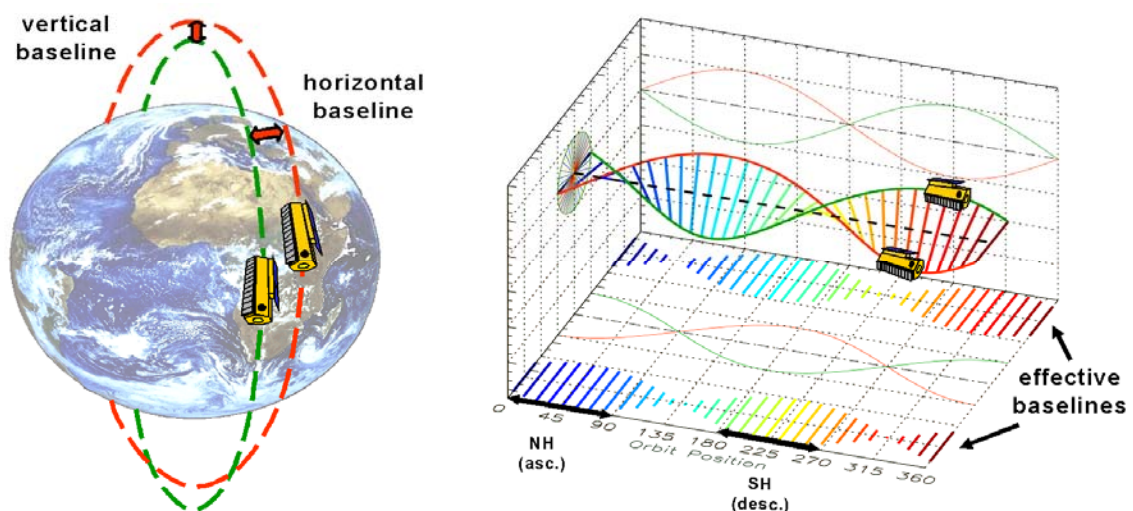 vertical
baseline
horizontal
baseline
effective
baselines
0
45
90
135
180
225
270
315
360
Orbit Position
NH
(asc.)
SH
(desc.)